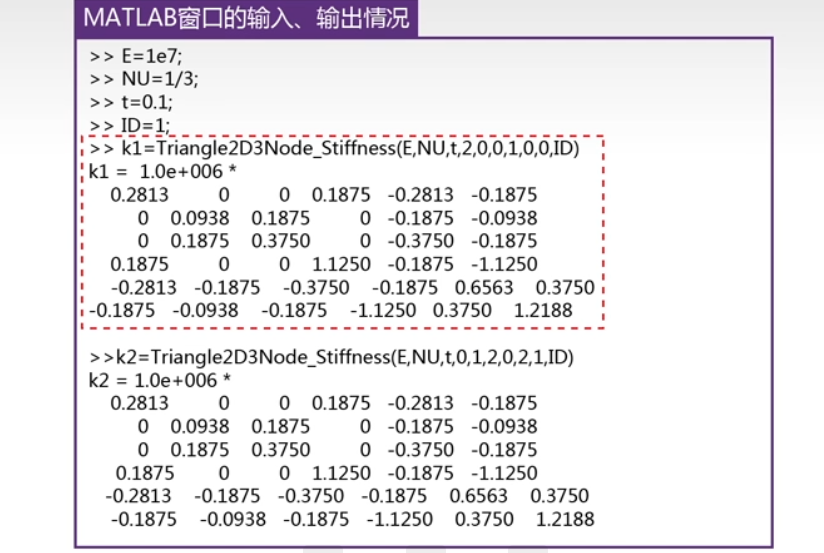 MATLAB窗口的输入、输出情况
>> E=1e7;
>> NU=1/3;
>> t=0.1;
>> ID=1;
>> k1=Triangle2D3Node_Stiffness(E,NU,t,2,0,0,1,0,0,ID)
k1 = 1.0e+006 *
0.2813 0 0 0.1875 -0.2813 -0.1875
0 0.0938 0.1875 0 -0.1875 -0.0938
0 0.1875 0.3750 0 -0.3750 -0.1875
0.1875 0 0 1.1250 -0.1875 -1.1250
-0.2813 -0.1875 -0.3750 -0.1875 0.6563 0.3750
-0.1875 -0.0938 -0.1875 -1.1250 0.3750 1.2188
>>k2=Triangle2D3Node_Stiffness(E,NU,t,0,1,2,0,2,1,ID)
k2 = 1.0e+006 *
0.2813 0 0 0.1875 -0.2813 -0.1875
0 0.0938 0.1875 0 -0.1875 -0.0938
0 0.1875 0.3750 0 -0.3750 -0.1875
0.1875 0 0 1.1250 -0.1875 -1.1250
-0.2813 -0.1875 -0.3750 -0.1875 0.6563 0.3750
-0.1875 -0.0938 -0.1875 -1.1250 0.3750 1.2188